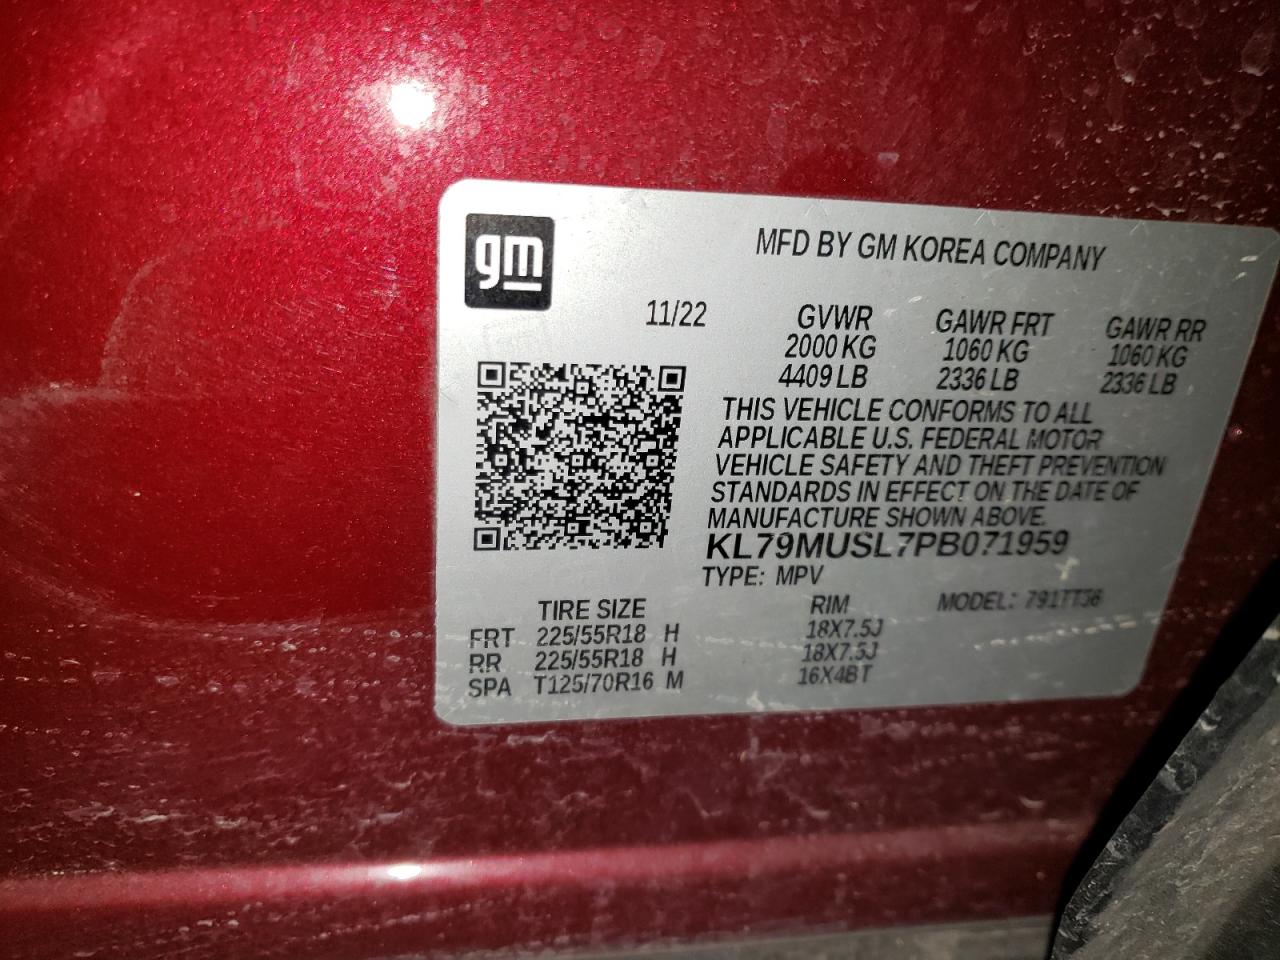 gm
MFD BY GM KOREA COMPANY
11/22 GVWR GAWR FRT GAWR RR
2000 KG 1060 KG 1060 KG
4409 LB 2336 LB 2336 LB
THIS VEHICLE CONFORMS TO ALL
APPLICABLE U.S. FEDERAL MOTOR
VEHICLE SAFETY AND THEFT PREVENTION
STANDARDS IN EFFECT ON THE DATE OF
MANUFACTURE SHOWN ABOVE.
KL79MUSL7PB071959
TYPE: MPV
TIRE SIZE RIM MODEL:
FRT 225/55R18 H 18X7.5J
RR 225/55R18 H 18X7.5J
SPA T125/70R16 M 16X4BT